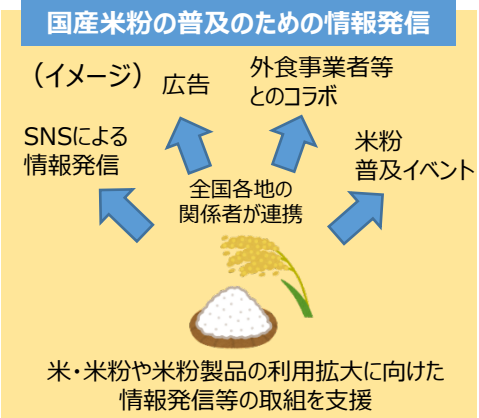 国産米粉の普及のための情報発信
（イメージ）
広告
外食事業者等
とのコラボ
SNSによる
情報発信
米粉
普及イベント
全国各地の
関係者が連携
米・米粉や米粉製品の利用拡大に向けた
情報発信等の取組を支援